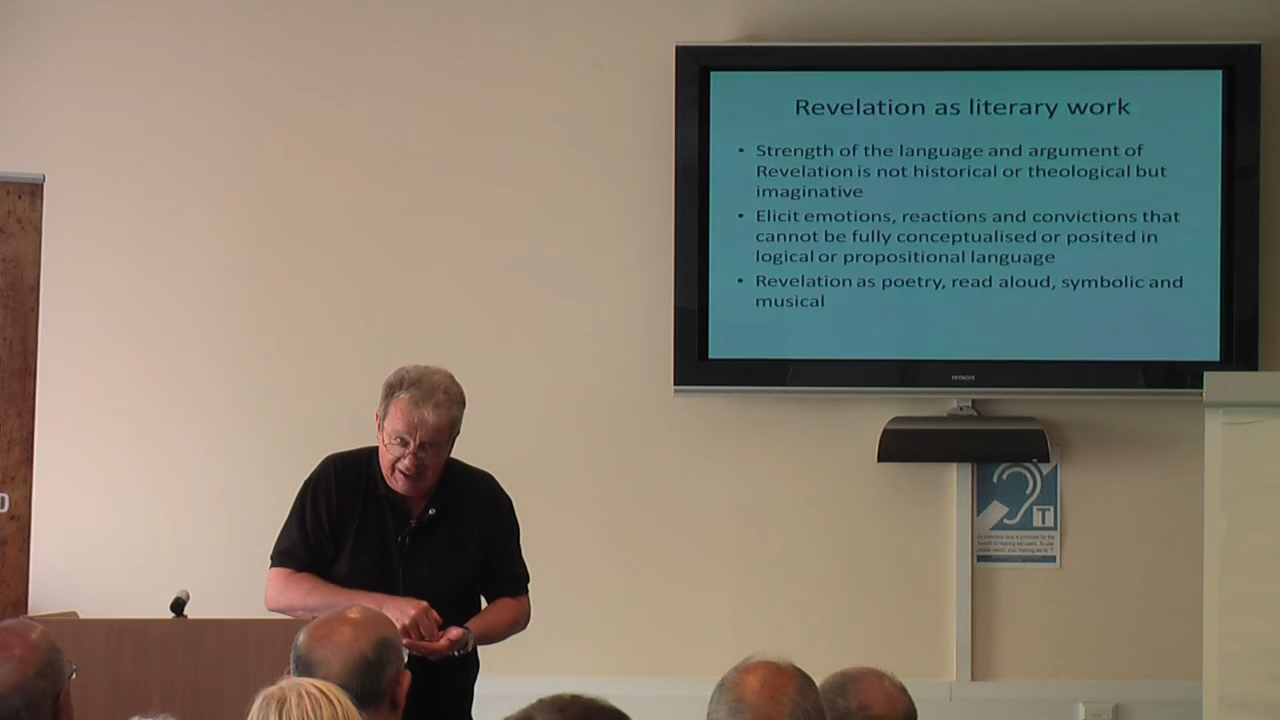 Revelation as literary work
• Strength of the language and argument of
Revelation is not historical or theological but
imaginative
• Elicit emotions, reactions and convictions that
cannot be fully conceptualised or posited in
logical or propositional language
• Revelation as poetry, read aloud, symbolic and
musical
HITACHI
T
D